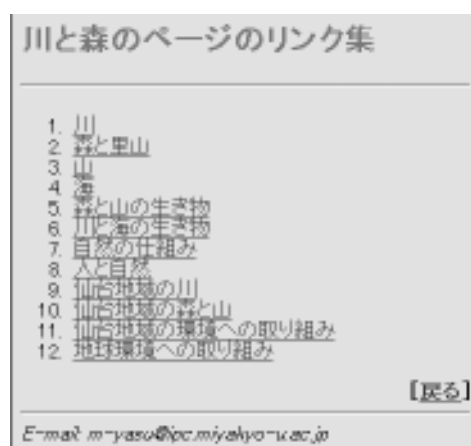 川と森のページのリンク集
1. 川
2. 森と里山
3. 山
4. 海
5. 森と山の生き物
6. 川と海の生き物
7. 自然の仕組み
8. 人と自然
9. 仙台地域の川
10. 仙台地域の森と山
11. 仙台地域の環境への取り組み
12. 地球環境への取り組み
[戻る]
E-mail: m-yasu@ipc.miyakyo-u.ac.jp